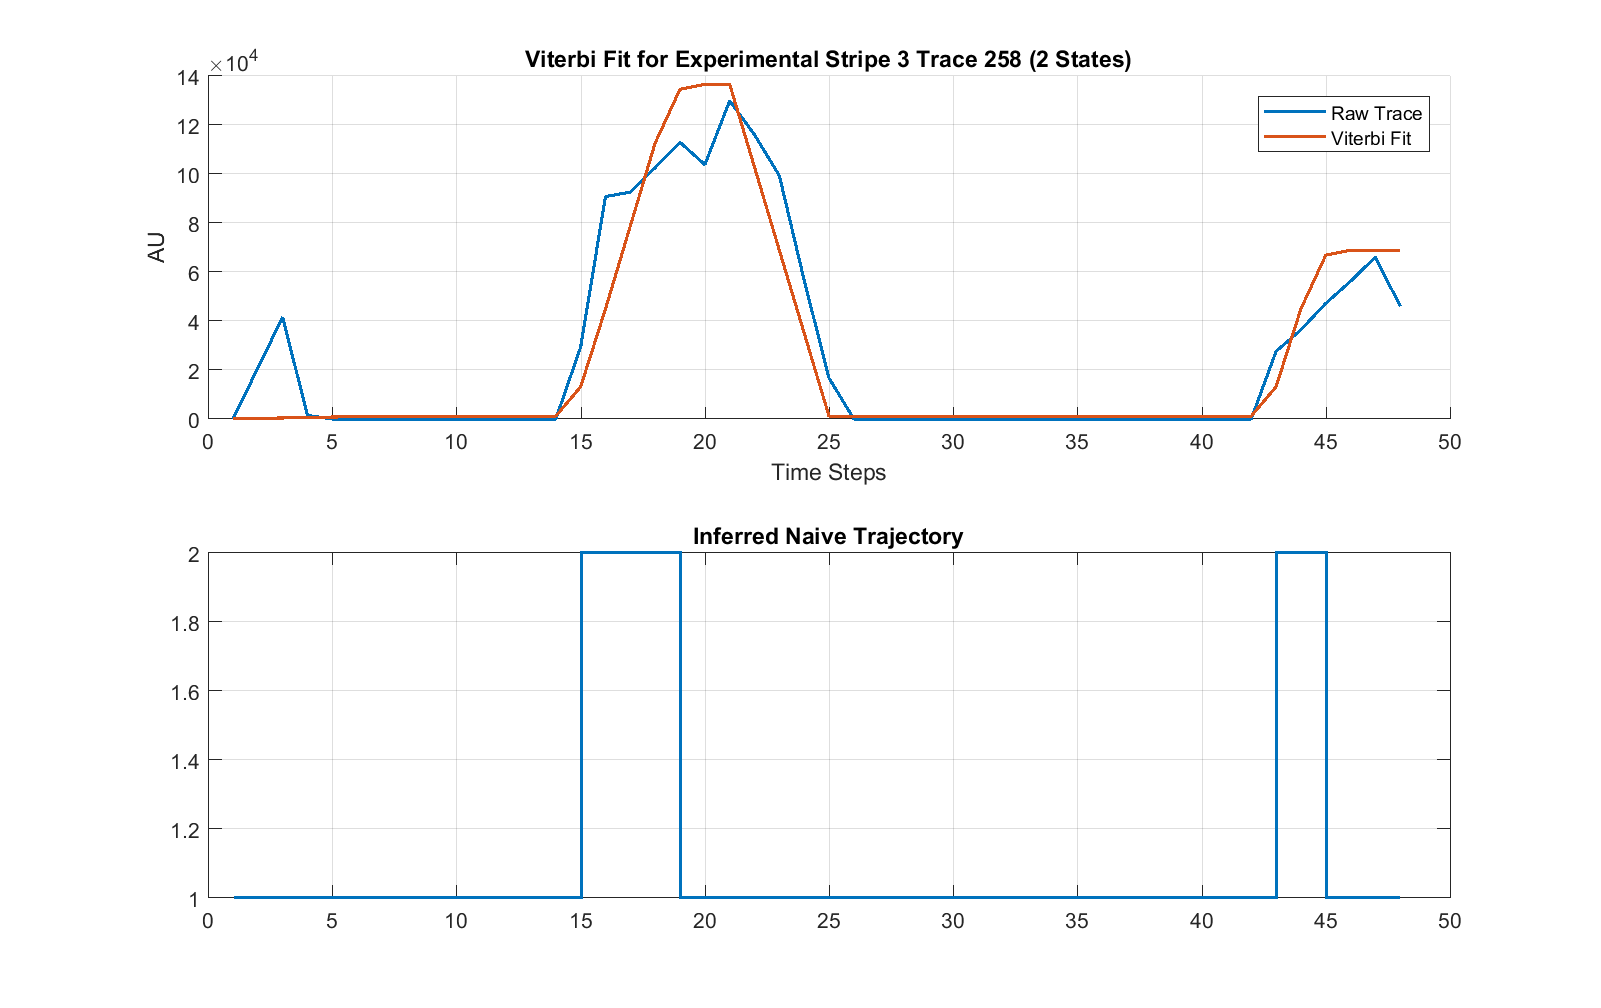 Viterbi Fit for Experimental Stripe 3 Trace 258 (2 States)
×10^4
14
12
10
8
6
4
2
0
AU
Raw Trace
Viterbi Fit
0 5 10 15 20 25 30 35 40 45 50
Time Steps
Inferred Naive Trajectory
2
1.8
1.6
1.4
1.2
1
0 5 10 15 20 25 30 35 40 45 50